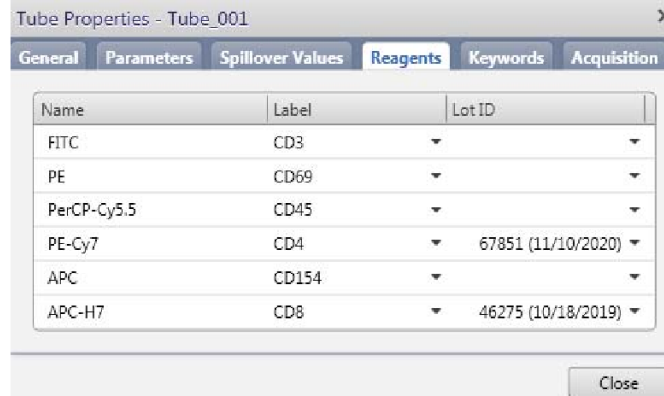 Tube Properties - Tube_001
General Parameters Spillover Values Reagents Keywords Acquisition
Name Label Lot ID
FITC CD3
PE CD69
PerCP-Cy5.5 CD45
PE-Cy7 CD4 67851 (11/10/2020)
APC CD154
APC-H7 CD8 46275 (10/18/2019)
Close